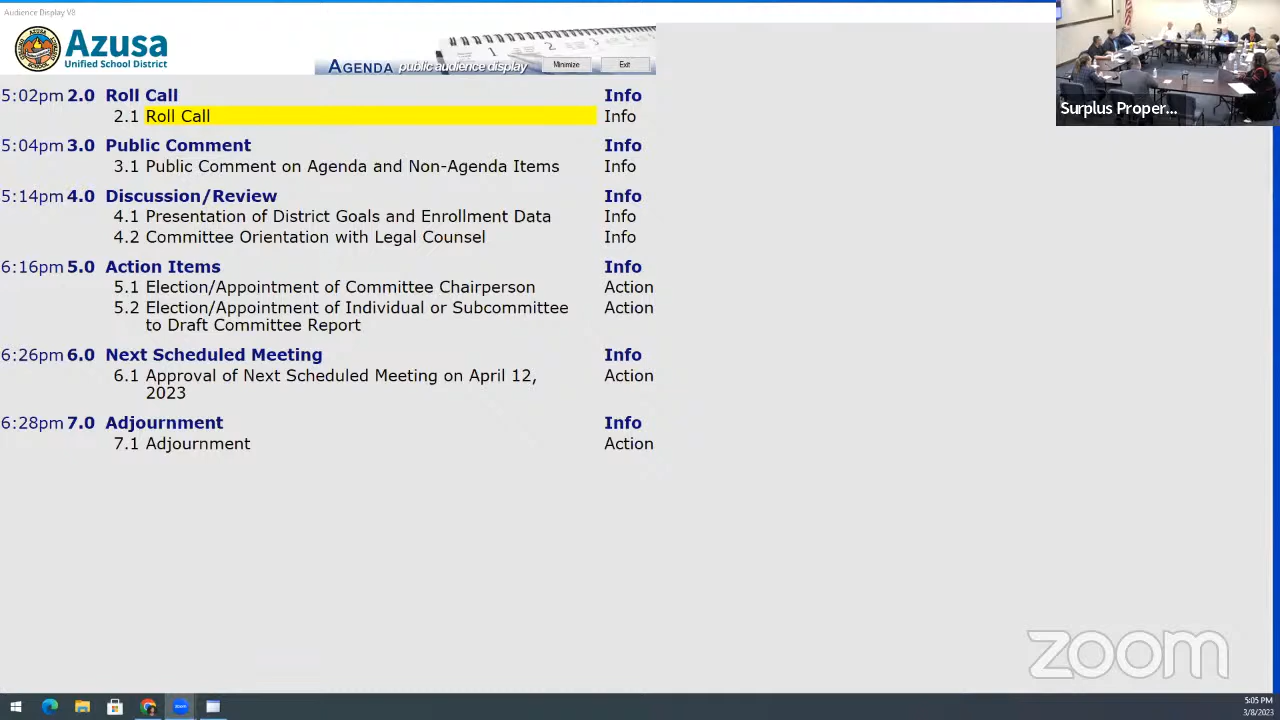 Audience Display V8
Azusa
Unified School District
AGENDA public audience display
Minimize
Exit
5:02pm 2.0 Roll Call Info
2.1 Roll Call Info
5:04pm 3.0 Public Comment Info
3.1 Public Comment on Agenda and Non-Agenda Items Info
5:14pm 4.0 Discussion/Review Info
4.1 Presentation of District Goals and Enrollment Data Info
4.2 Committee Orientation with Legal Counsel Info
6:16pm 5.0 Action Items Info
5.1 Election/Appointment of Committee Chairperson Action
5.2 Election/Appointment of Individual or Subcommittee Action
to Draft Committee Report
6:26pm 6.0 Next Scheduled Meeting Info
6.1 Approval of Next Scheduled Meeting on April 12, Action
2023
6:28pm 7.0 Adjournment Info
7.1 Adjournment Action
Surplus Proper...
zoom
5:05 PM
3/8/2023